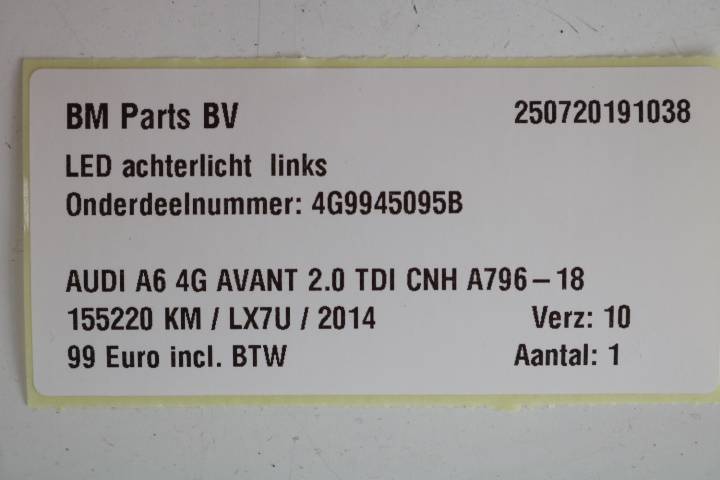 BM Parts BV 250720191038
LED achterlicht links
Onderdeelnummer: 4G9945095B
AUDI A6 4G AVANT 2.0 TDI CNH A796-18
155220 KM / LX7U / 2014 Verz: 10
99 Euro incl. BTW Aantal: 1